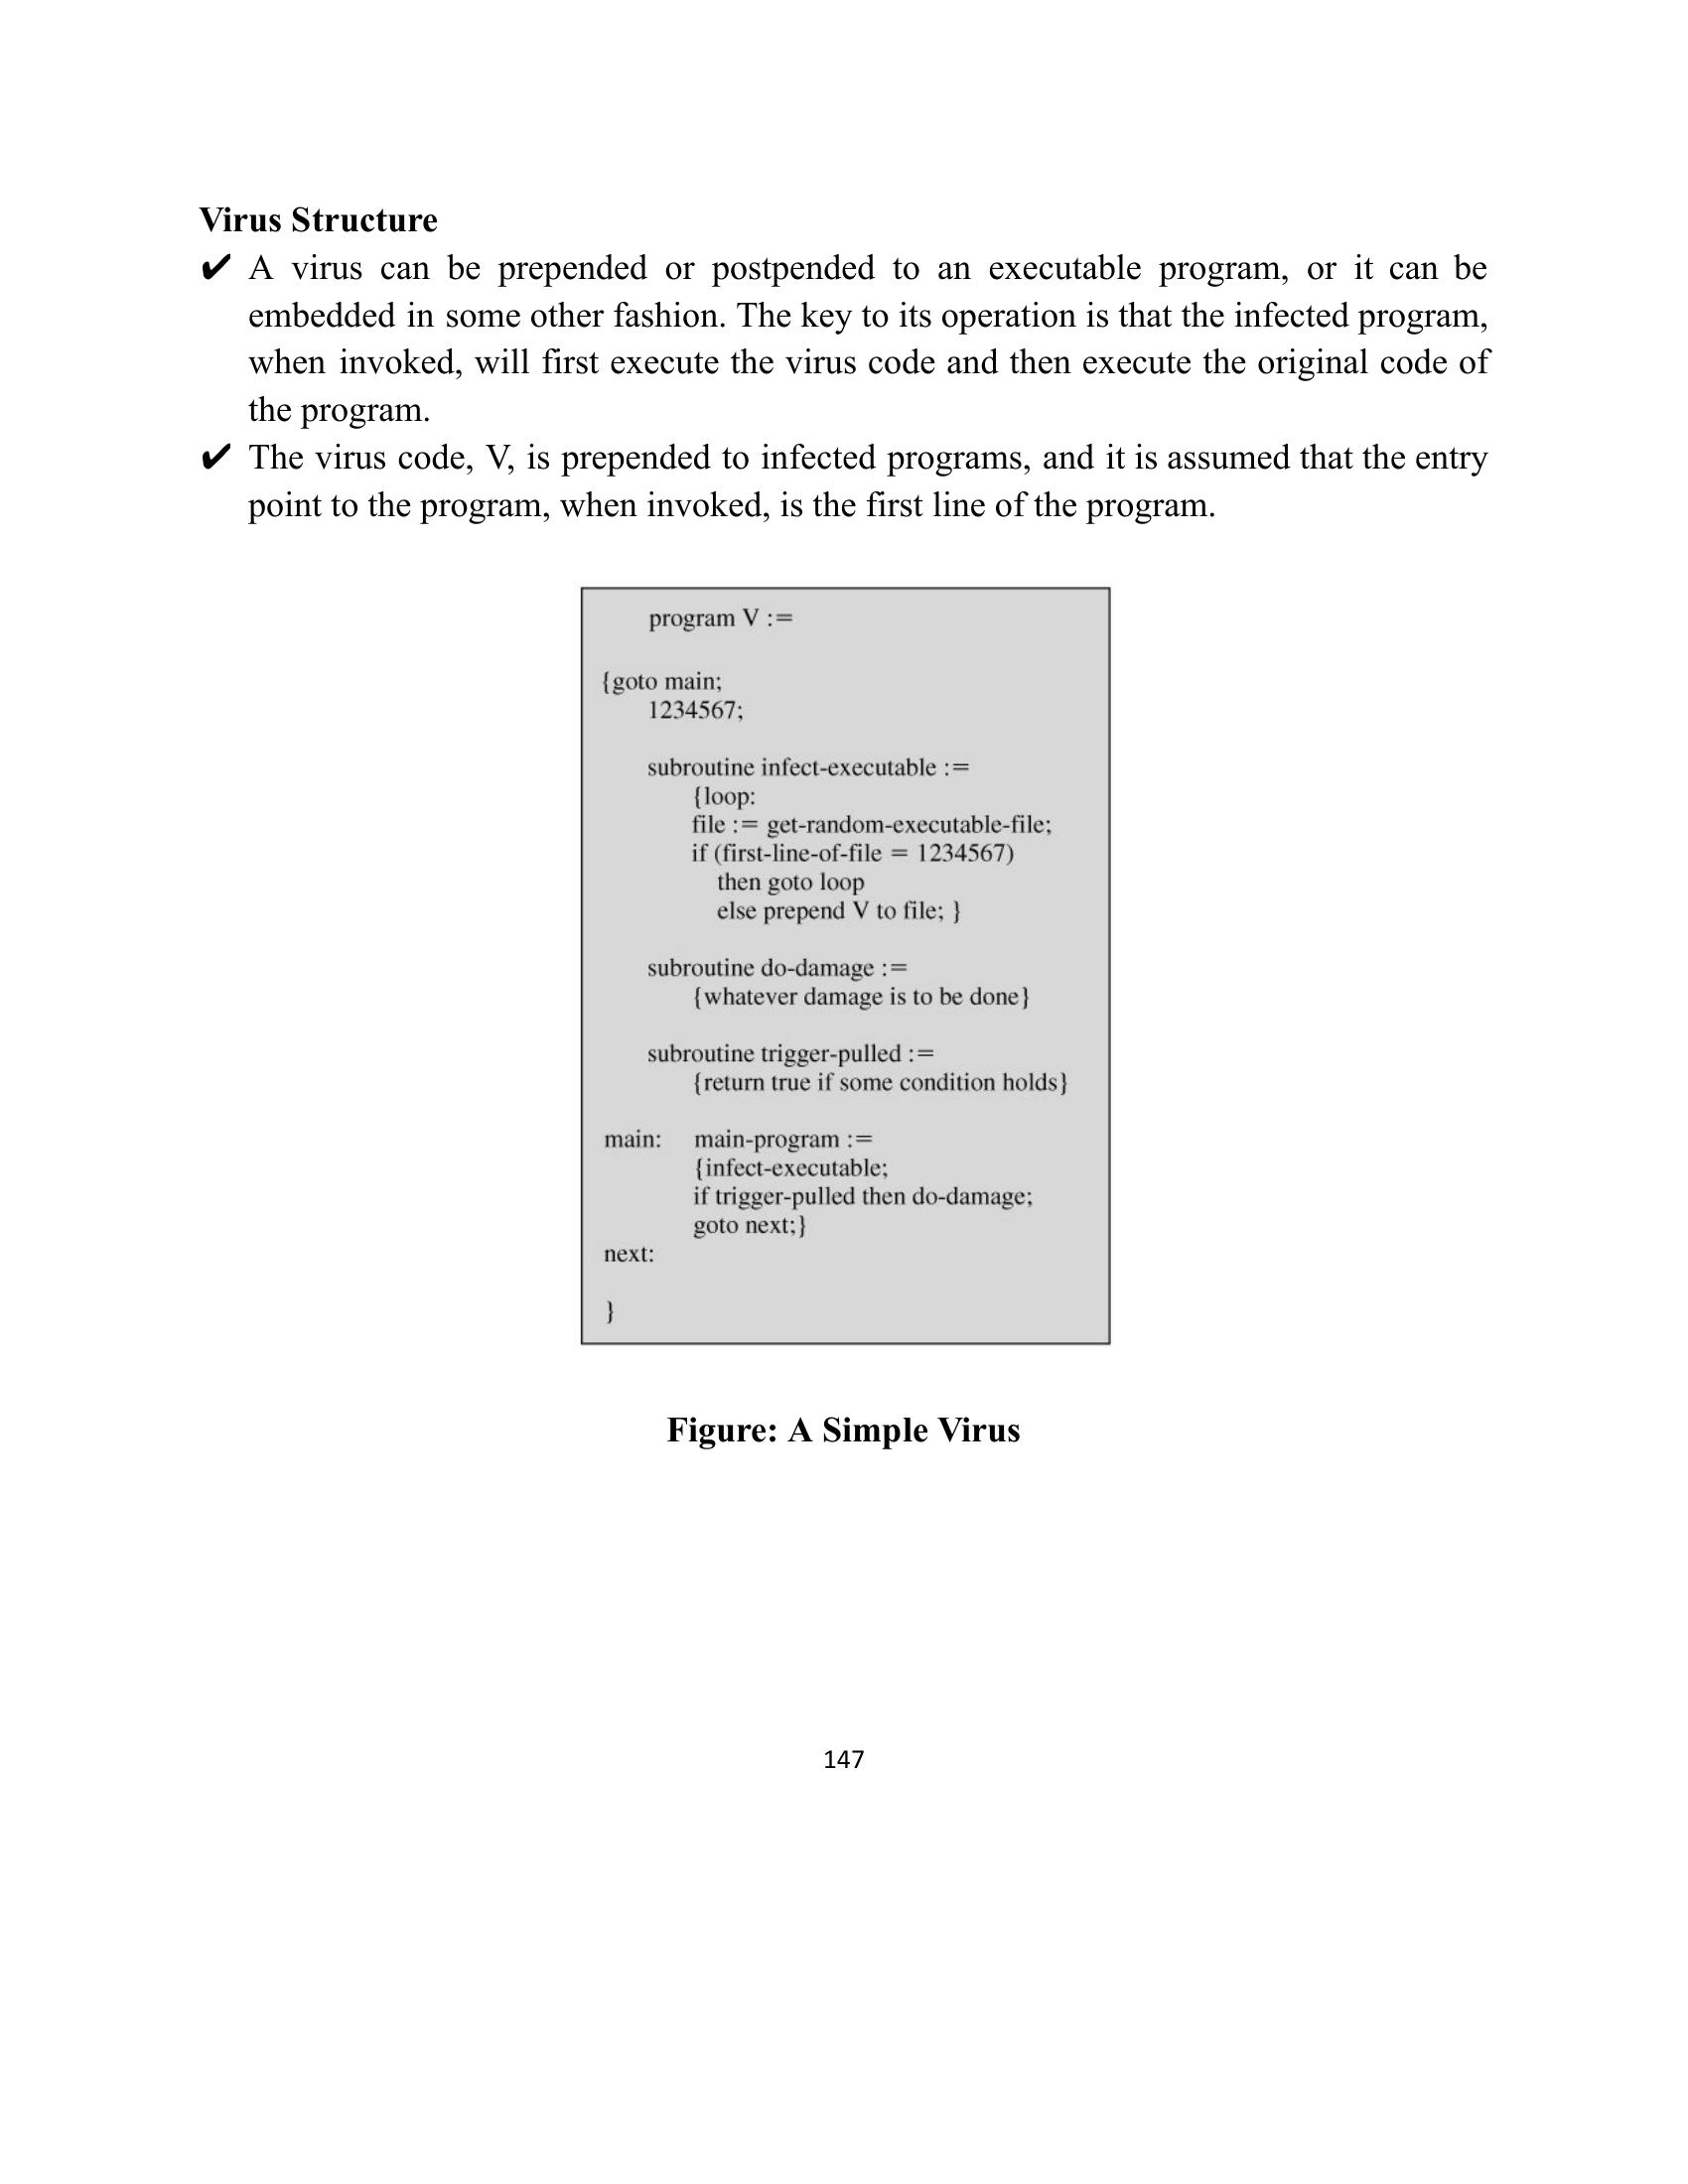 Virus Structure
✔ A virus can be prepended or postpended to an executable program, or it can be
embedded in some other fashion. The key to its operation is that the infected program,
when invoked, will first execute the virus code and then execute the original code of
the program.
✔ The virus code, V, is prepended to infected programs, and it is assumed that the entry
point to the program, when invoked, is the first line of the program.
program V :=
{goto main;
1234567;
subroutine infect-executable :=
{loop:
file := get-random-executable-file;
if (first-line-of-file = 1234567)
then goto loop
else prepend V to file; }
subroutine do-damage :=
{whatever damage is to be done}
subroutine trigger-pulled :=
{return true if some condition holds}
main: main-program :=
{infect-executable;
if trigger-pulled then do-damage;
goto next;}
next:
}
Figure: A Simple Virus
147